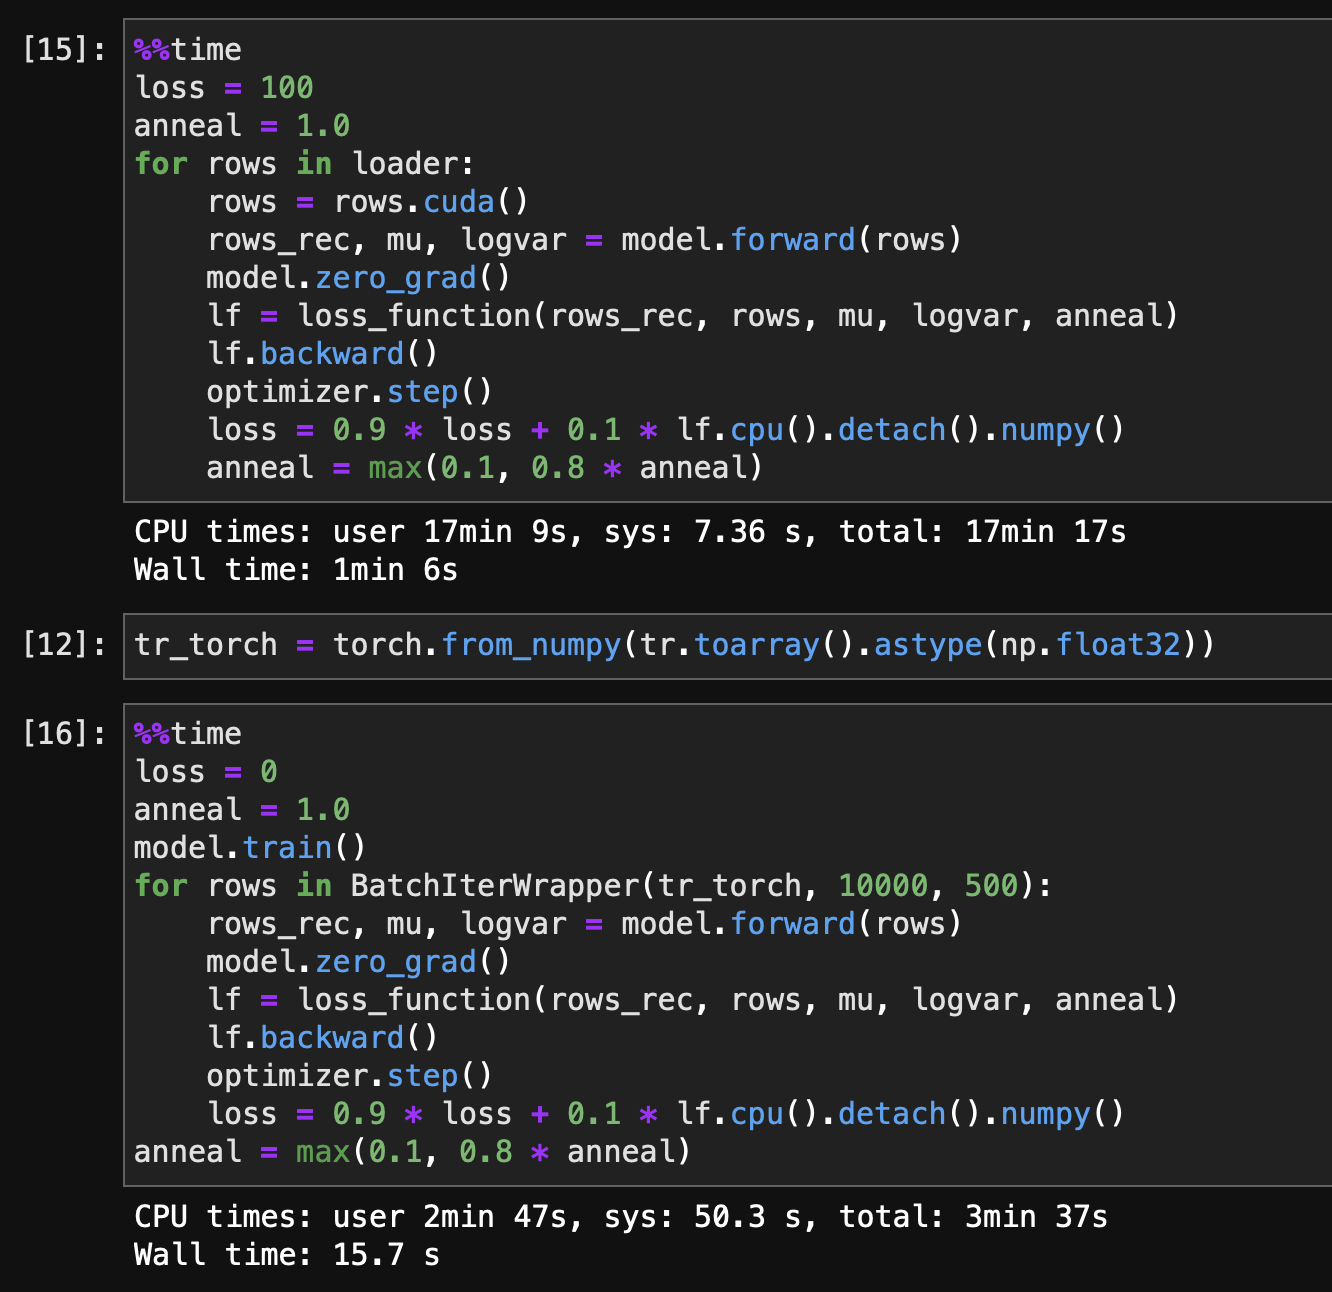 [15]: %%time
loss = 100
anneal = 1.0
for rows in loader:
    rows = rows.cuda()
    rows_rec, mu, logvar = model.forward(rows)
    model.zero_grad()
    lf = loss_function(rows_rec, rows, mu, logvar, anneal)
    lf.backward()
    optimizer.step()
    loss = 0.9 * loss + 0.1 * lf.cpu().detach().numpy()
    anneal = max(0.1, 0.8 * anneal)
CPU times: user 17min 9s, sys: 7.36 s, total: 17min 17s
Wall time: 1min 6s
[12]: tr_torch = torch.from_numpy(tr.toarray().astype(np.float32))
[16]: %%time
loss = 0
anneal = 1.0
model.train()
for rows in BatchIterWrapper(tr_torch, 10000, 500):
    rows_rec, mu, logvar = model.forward(rows)
    model.zero_grad()
    lf = loss_function(rows_rec, rows, mu, logvar, anneal)
    lf.backward()
    optimizer.step()
    loss = 0.9 * loss + 0.1 * lf.cpu().detach().numpy()
anneal = max(0.1, 0.8 * anneal)
CPU times: user 2min 47s, sys: 50.3 s, total: 3min 37s
Wall time: 15.7 s